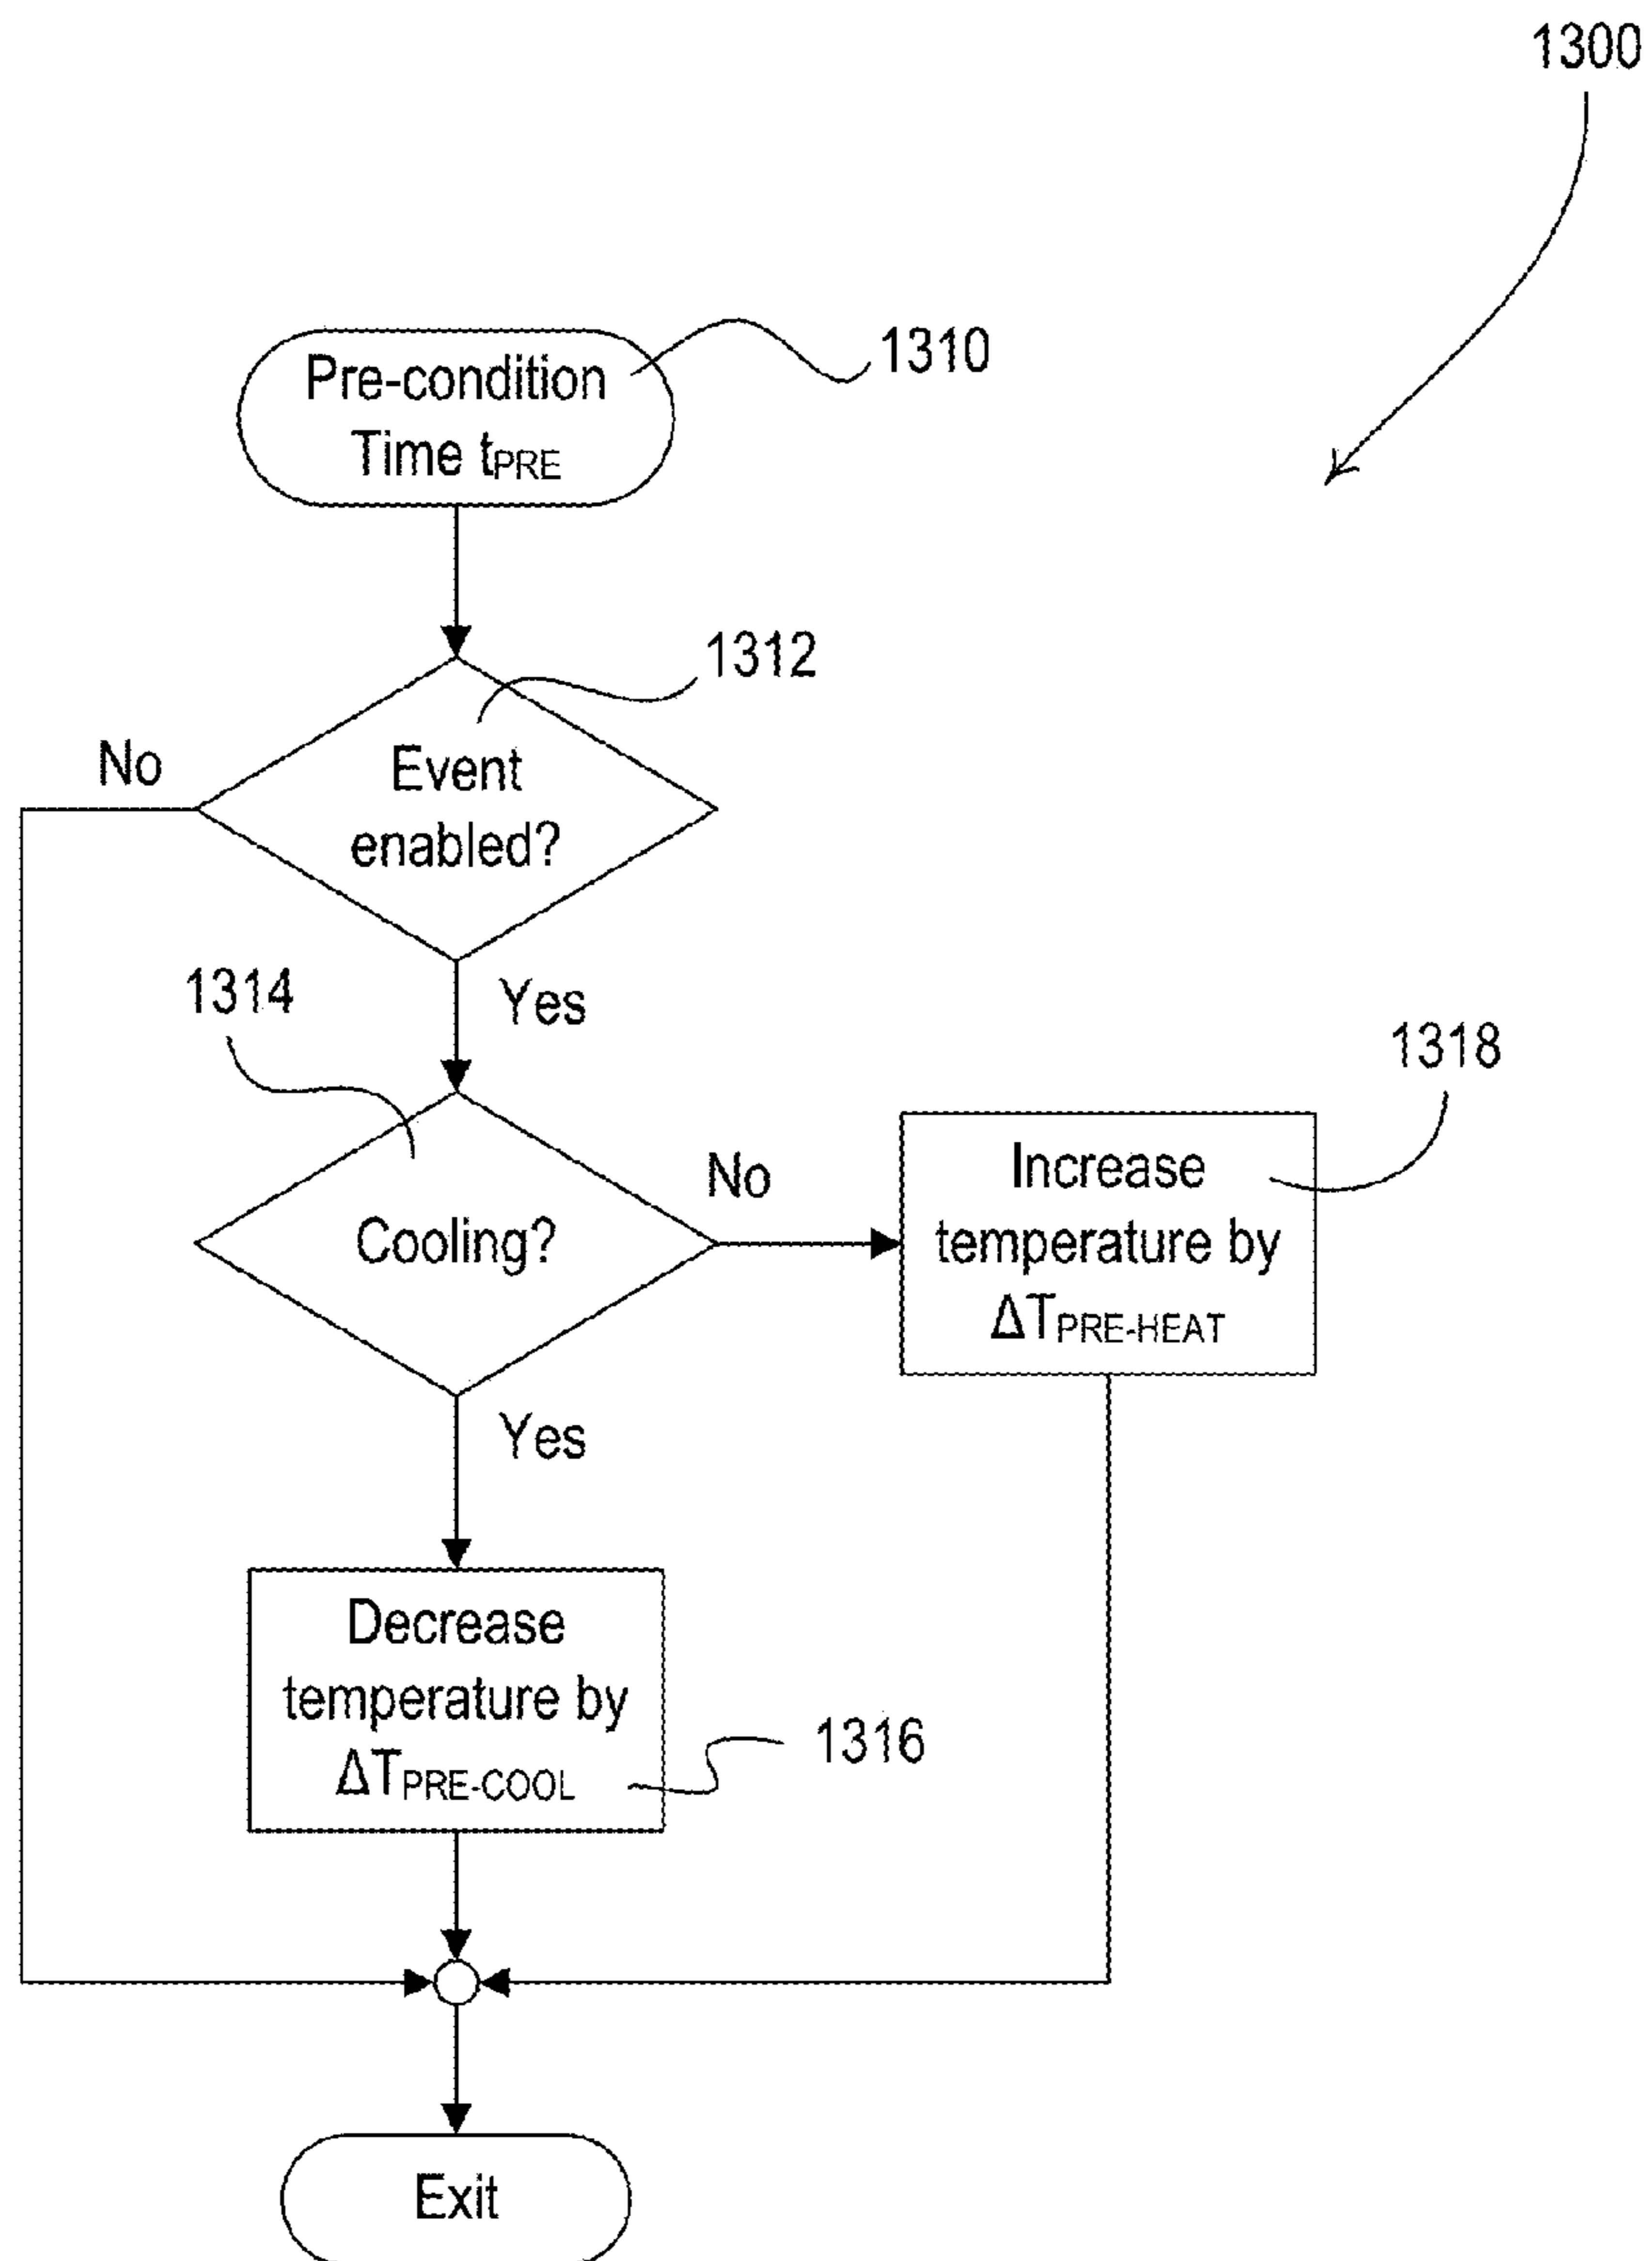 1300
Pre-condition
Time tPRE
1310
1312
No
Event
enabled?
1314
Yes
1318
No
Increase
temperature by
ΔTPRE-HEAT
Cooling?
Yes
Decrease
temperature by
ΔTPRE-COOL
1316
Exit